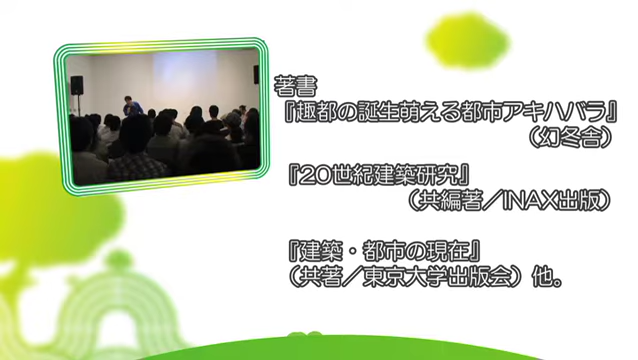 著書
『趣都の誕生萌える都市アキハバラ』
（幻冬舎）
『20世紀建築研究』
（共編著／INAX出版）
『建築・都市の現在』
（共著／東京大学出版会）他。